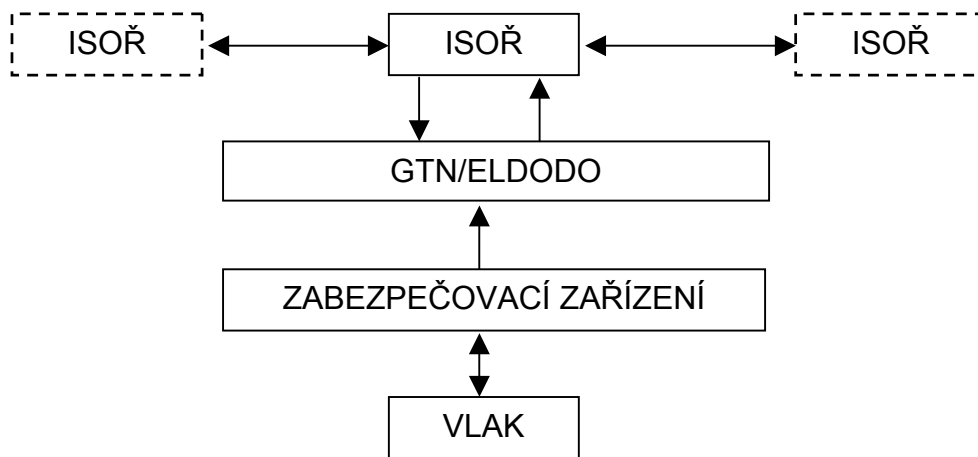 ISOŘ
ISOŘ
ISOŘ
GTN/ELDODO
ZABEZPEČOVACÍ ZAŘÍZENÍ
VLAK